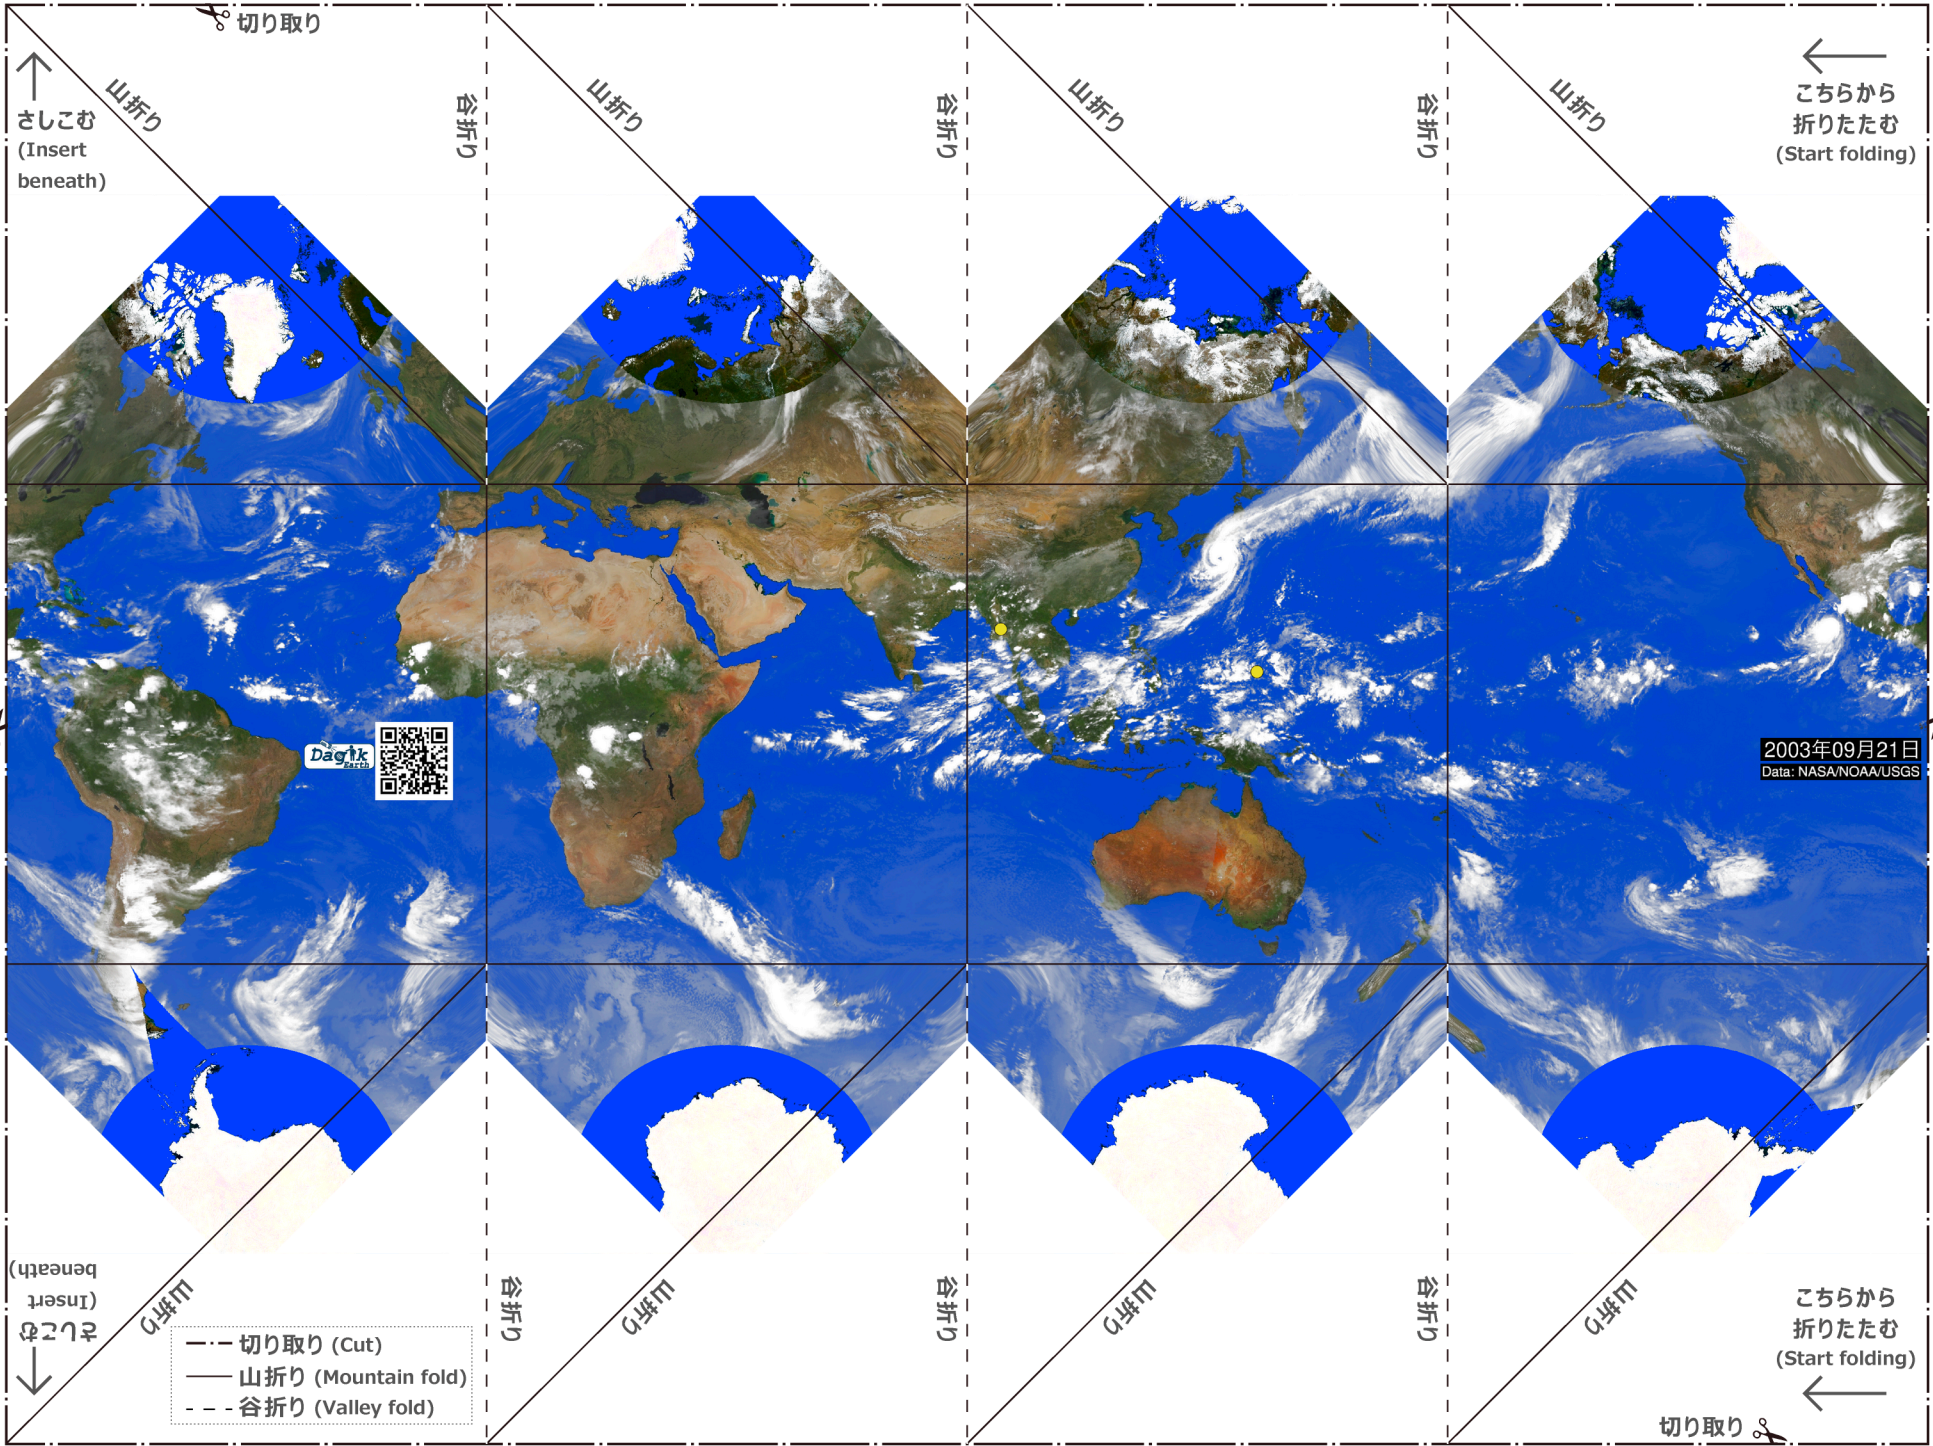 切り取り
さしこむ
(Insert
beneath)
山折り
谷折り
山折り
谷折り
山折り
谷折り
山折り
こちらから
折りたたむ
(Start folding)
Dagik
Earth
2003年09月21日
Data: NASA/NOAA/USGS
さしこむ
(Insert
beneath)
山折り
谷折り
山折り
谷折り
山折り
谷折り
山折り
こちらから
折りたたむ
(Start folding)
切り取り (Cut)
山折り (Mountain fold)
谷折り (Valley fold)
切り取り